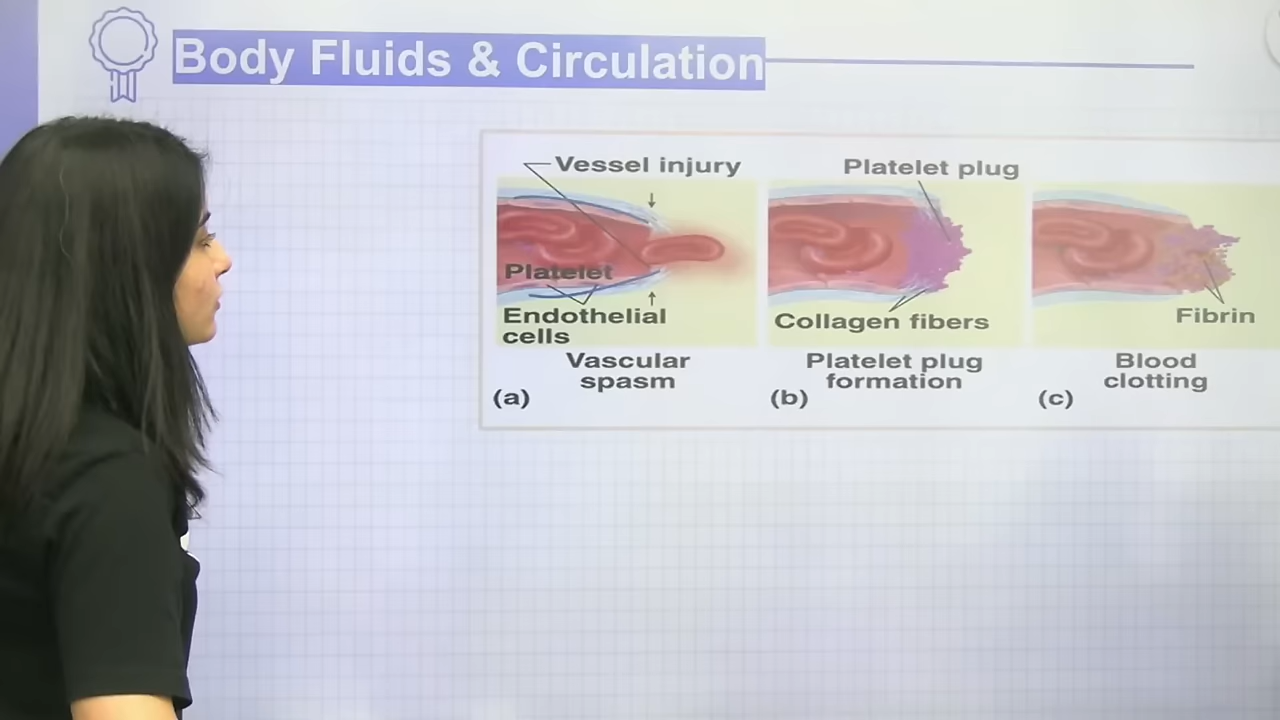 Body Fluids & Circulation
Vessel injury
Platelet
Endothelial
cells
Vascular
spasm
(a)
Platelet plug
Collagen fibers
Platelet plug
formation
(b)
Fibrin
Blood
clotting
(c)